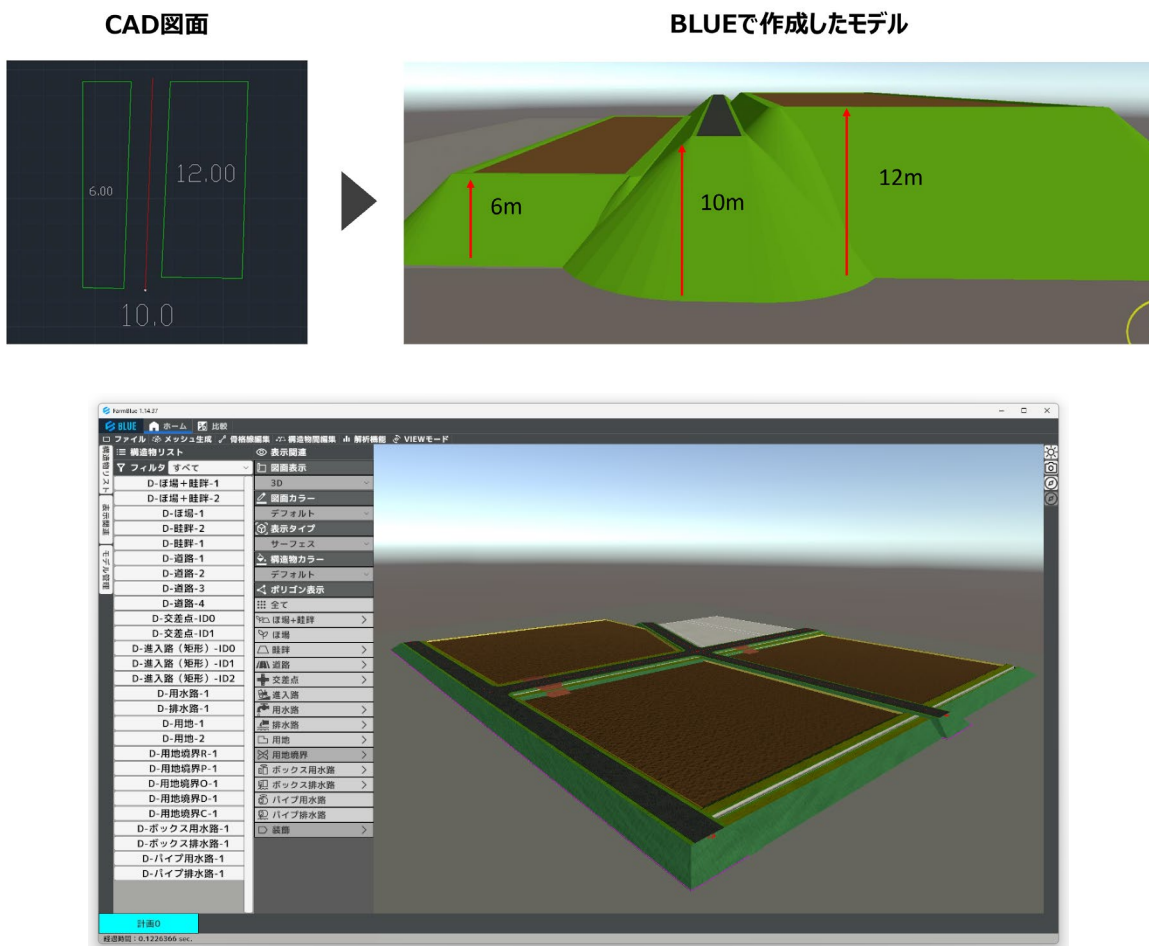 CAD図面
BLUEで作成したモデル
6.00
12.00
10.0
6m
10m
12m
FarmBlue 1.14.27
BLUE ホーム 比較
ファイル メッシュ生成 骨格線編集 構造物間編集 解析機能 VIEWモード
構造物リスト
表示関連
モデル管理
構造物リスト
フィルタ すべて
D-ほ場+畦畔-1
D-ほ場+畦畔-2
D-ほ場-1
D-畦畔-2
D-畦畔-1
D-道路-1
D-道路-2
D-道路-3
D-道路-4
D-交差点-ID0
D-交差点-ID1
D-進入路（矩形）-ID0
D-進入路（矩形）-ID1
D-進入路（矩形）-ID2
D-用水路-1
D-排水路-1
D-用地-1
D-用地-2
D-用地境界R-1
D-用地境界P-1
D-用地境界O-1
D-用地境界D-1
D-用地境界C-1
D-ボックス用水路-1
D-ボックス排水路-1
D-パイプ用水路-1
D-パイプ排水路-1
表示関連
図面表示
3D
図面カラー
デフォルト
表示タイプ
サーフェス
構造物カラー
デフォルト
ポリゴン表示
全て
ほ場+畦畔
ほ場
畦畔
道路
交差点
進入路
用水路
排水路
用地
用地境界
ボックス用水路
ボックス排水路
パイプ用水路
パイプ排水路
装飾
計画0
経過時間：0.1226366 sec.